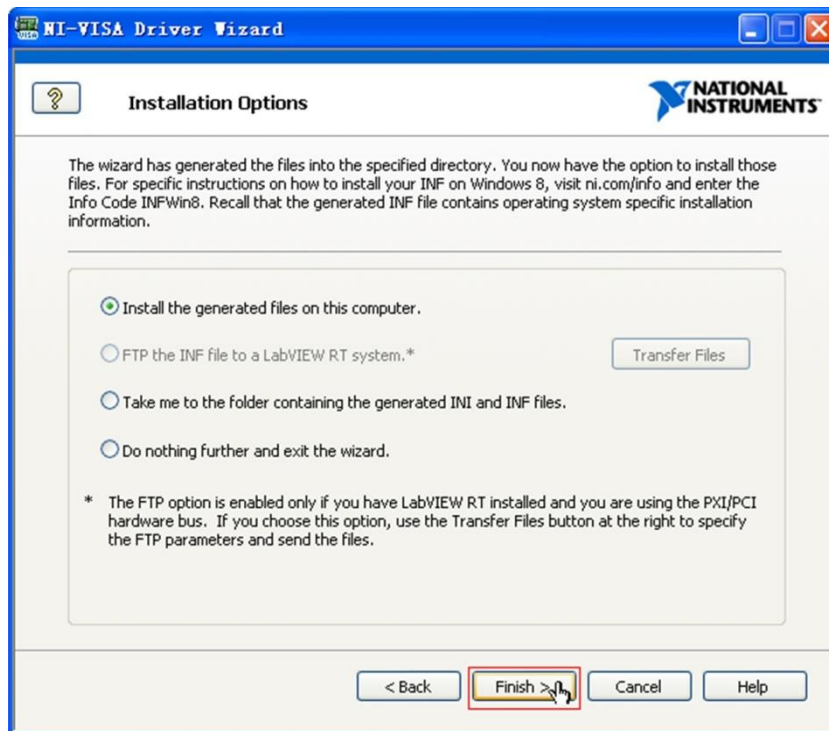 NI-VISA Driver Wizard
Installation Options
NATIONAL
INSTRUMENTS
The wizard has generated the files into the specified directory. You now have the option to install those
files. For specific instructions on how to install your INF on Windows 8, visit ni.com/info and enter the
Info Code INFWin8. Recall that the generated INF file contains operating system specific installation
information.
Install the generated files on this computer.
FTP the INF file to a LabVIEW RT system.* Transfer Files
Take me to the folder containing the generated INI and INF files.
Do nothing further and exit the wizard.
* The FTP option is enabled only if you have LabVIEW RT installed and you are using the PXI/PCI
hardware bus. If you choose this option, use the Transfer Files button at the right to specify
the FTP parameters and send the files.
< Back Finish > Cancel Help